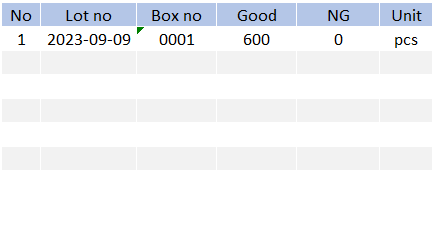 No Lot no Box no Good NG Unit
1 2023-09-09 0001 600 0 pcs